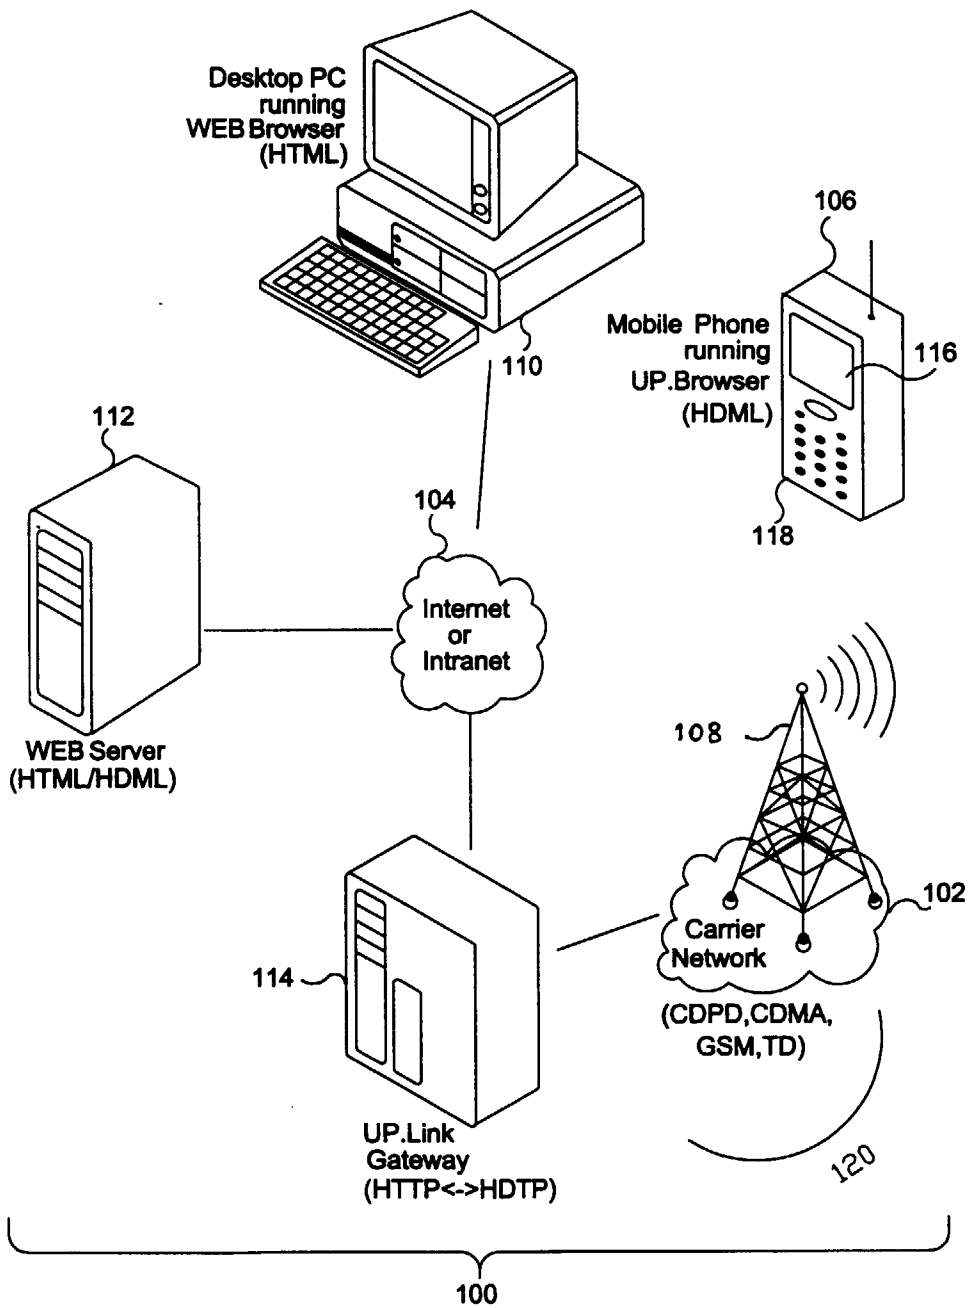 Desktop PC
running
WEB Browser
(HTML)
110
106
Mobile Phone
running
UP.Browser
(HDML)
116
118
112
WEB Server
(HTML/HDML)
104
Internet
or
Intranet
108
102
Carrier
Network
(CDPD,CDMA,
GSM,TD)
114
UP.Link
Gateway
(HTTP<->HDTP)
120
100